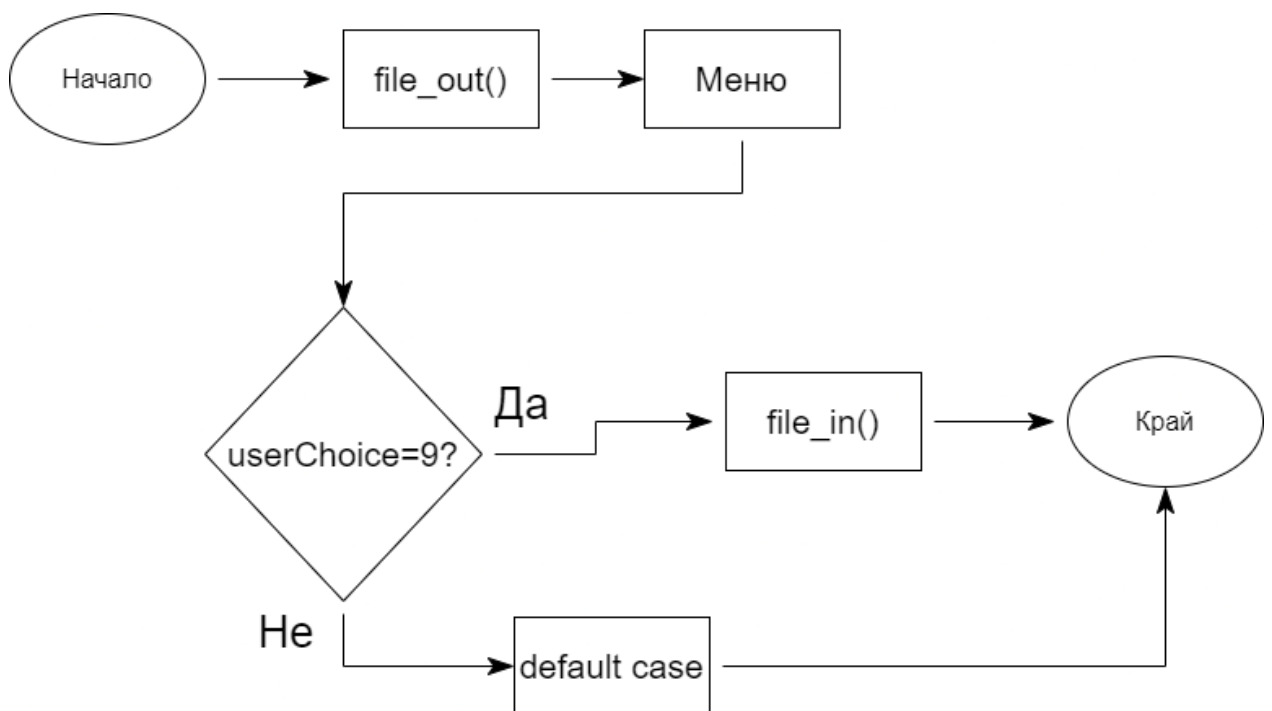 Начало
file_out()
Меню
Да
userChoice=9?
file_in()
Край
Не
default case